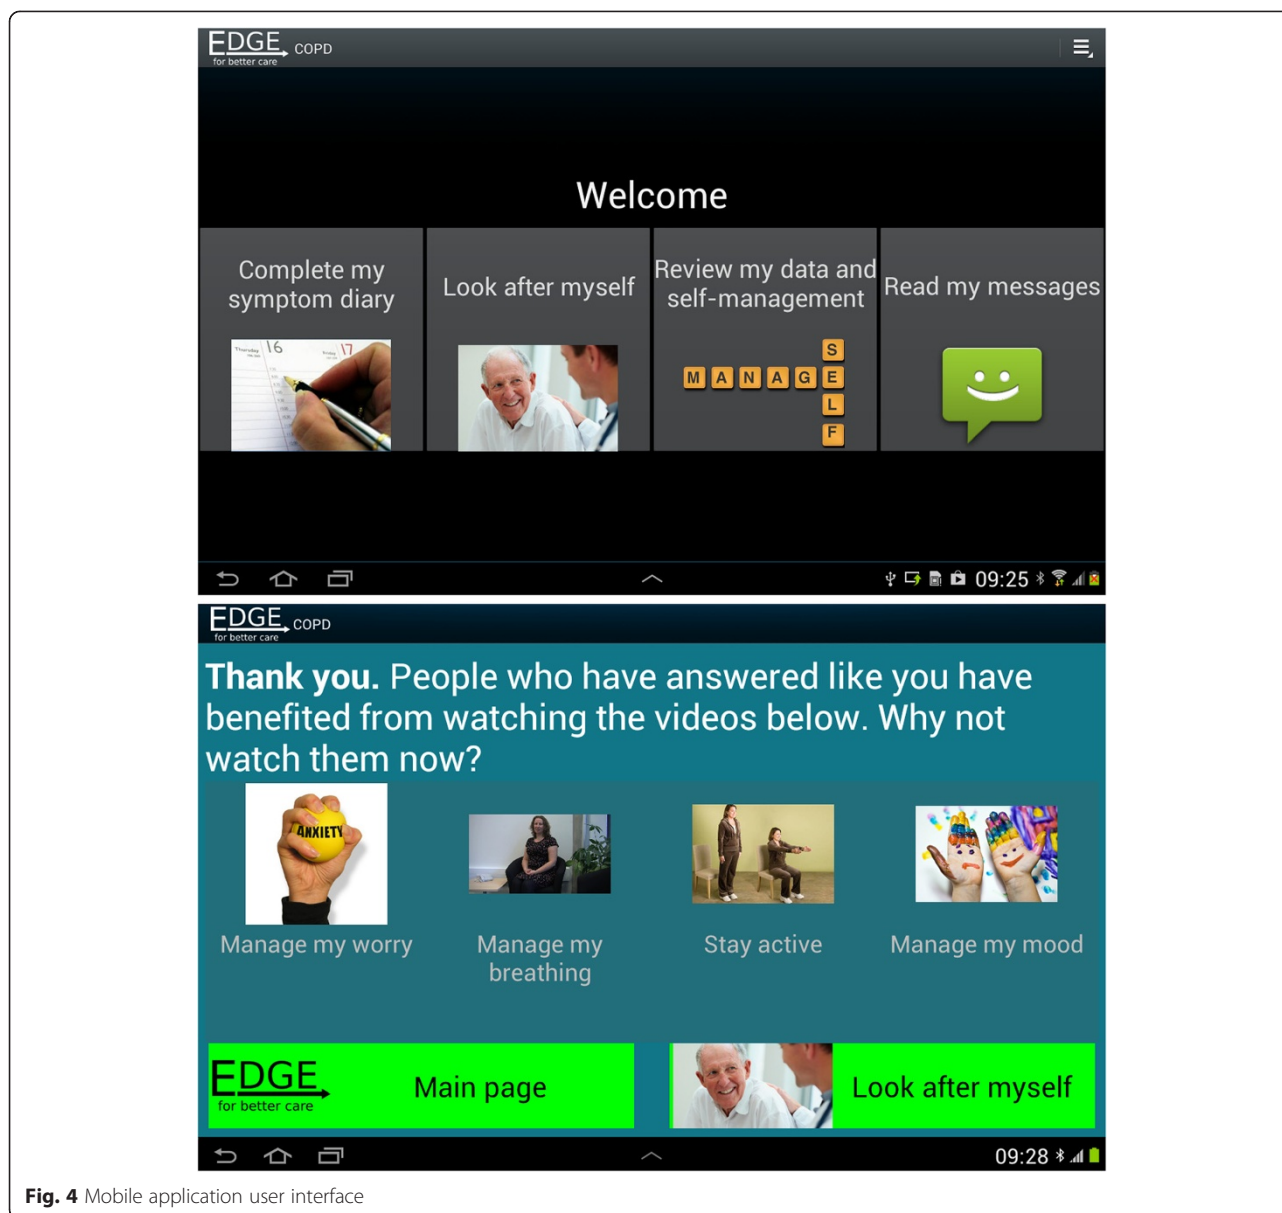 EDGE COPD
for better care
Welcome
Complete my
symptom diary
Look after myself
Review my data and
self-management
Read my messages
Thursday 16
17
S
MANAGE
L
F
09:25
EDGE COPD
for better care
Thank you. People who have answered like you have
benefited from watching the videos below. Why not
watch them now?
ANXIETY
Manage my worry
Manage my
breathing
Stay active
Manage my mood
EDGE
for better care
Main page
Look after myself
09:28
Fig. 4 Mobile application user interface